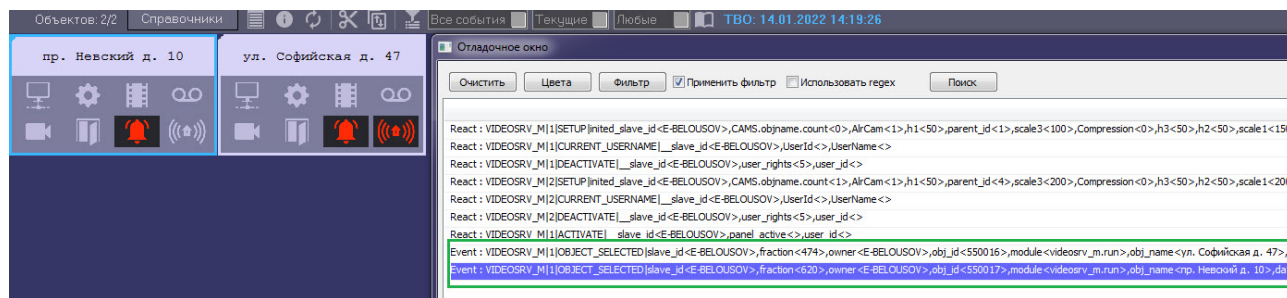 Объектов: 2/2 Справочники Все события Текущие Любые ТВО: 14.01.2022 14:19:26
пр. Невский д. 10
ул. Софийская д. 47
Отладочное окно
Очистить Цвета Фильтр Применить фильтр Использовать regex Поиск
React : VIDEOSRV_M|1|SETUP|inited_slave_id<E-BELOUSOV>,CAMS.objname.count<0>,AlrCam<1>,h1<50>,parent_id<1>,scale3<100>,Compression<0>,h3<50>,h2<50>,scale1<150
React : VIDEOSRV_M|1|CURRENT_USERNAME|__slave_id<E-BELOUSOV>,UserId<>,UserName<>
React : VIDEOSRV_M|1|DEACTIVATE|__slave_id<E-BELOUSOV>,user_rights<5>,user_id<>
React : VIDEOSRV_M|2|SETUP|inited_slave_id<E-BELOUSOV>,CAMS.objname.count<1>,AlrCam<1>,h1<50>,parent_id<4>,scale3<200>,Compression<0>,h3<50>,h2<50>,scale1<200
React : VIDEOSRV_M|2|CURRENT_USERNAME|__slave_id<E-BELOUSOV>,UserId<>,UserName<>
React : VIDEOSRV_M|2|DEACTIVATE|__slave_id<E-BELOUSOV>,user_rights<5>,user_id<>
React : VIDEOSRV_M|1|ACTIVATE|__slave_id<E-BELOUSOV>,panel_active<>,user_id<>
Event : VIDEOSRV_M|1|OBJECT_SELECTED|slave_id<E-BELOUSOV>,fraction<474>,owner<E-BELOUSOV>,obj_id<550016>,module<videosrv_m.run>,obj_name<ул. Софийская д. 47>,
Event : VIDEOSRV_M|1|OBJECT_SELECTED|slave_id<E-BELOUSOV>,fraction<620>,owner<E-BELOUSOV>,obj_id<550017>,module<videosrv_m.run>,obj_name<пр. Невский д. 10>,da